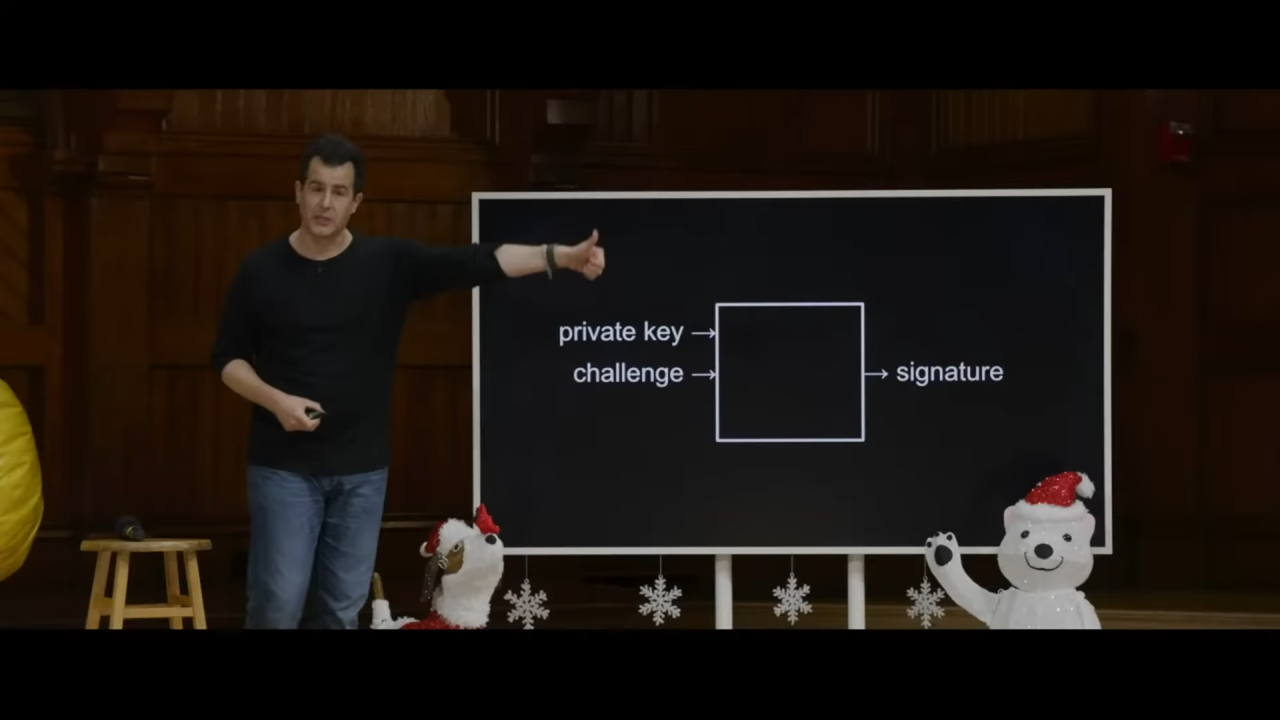 private key →
challenge →
→ signature